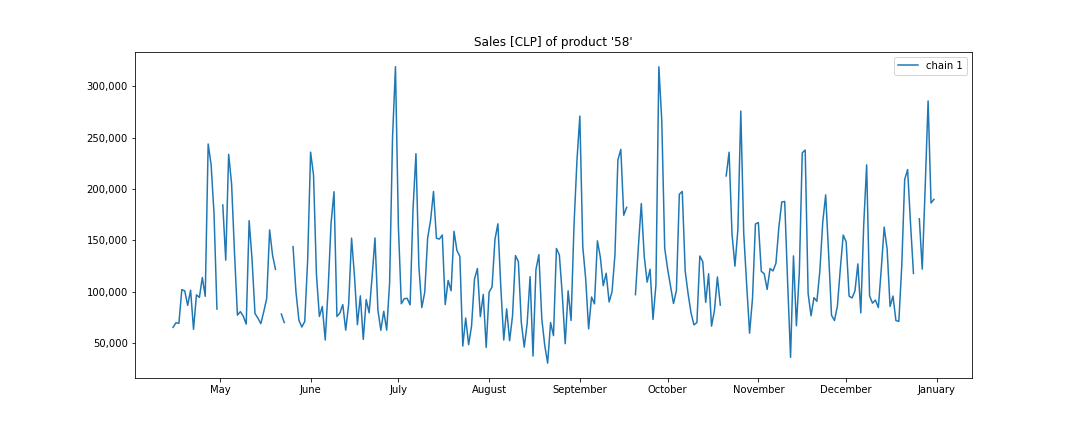 Sales [CLP] of product '58'
chain 1
300,000
250,000
200,000
150,000
100,000
50,000
May June July August September October November December January